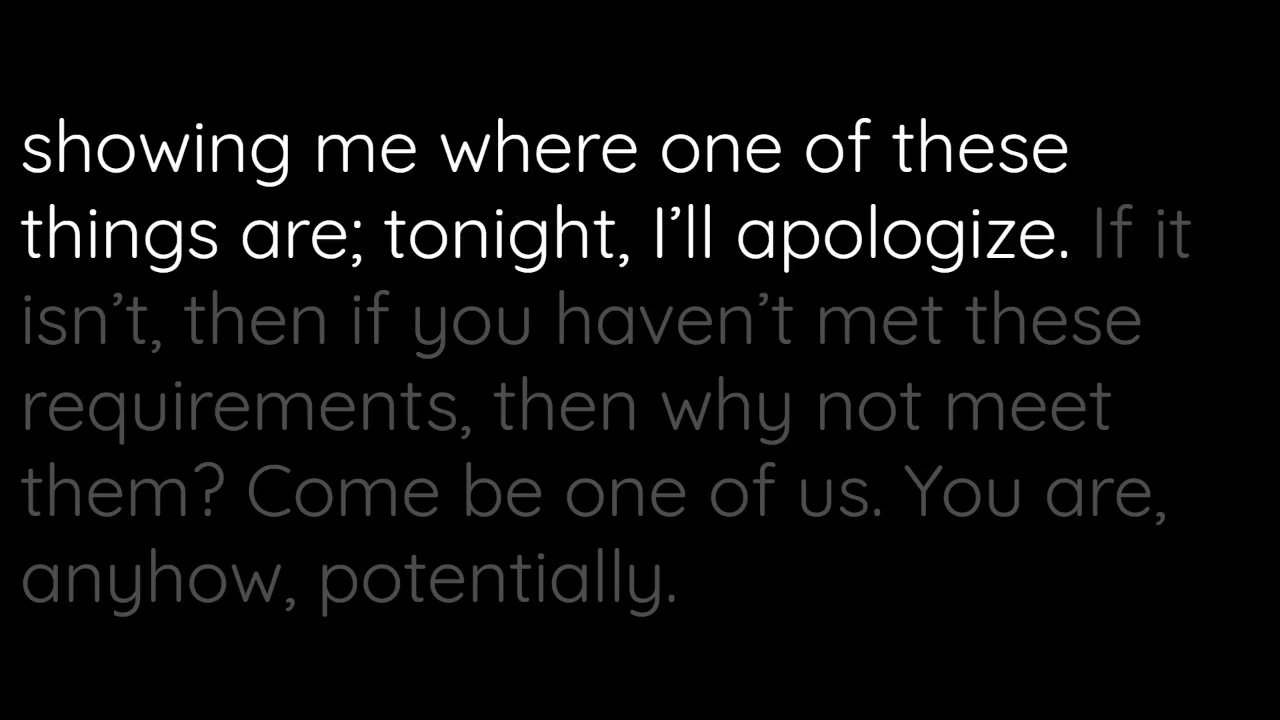 showing me where one of these
things are; tonight, I’ll apologize. If it
isn’t, then if you haven’t met these
requirements, then why not meet
them? Come be one of us. You are,
anyhow, potentially.